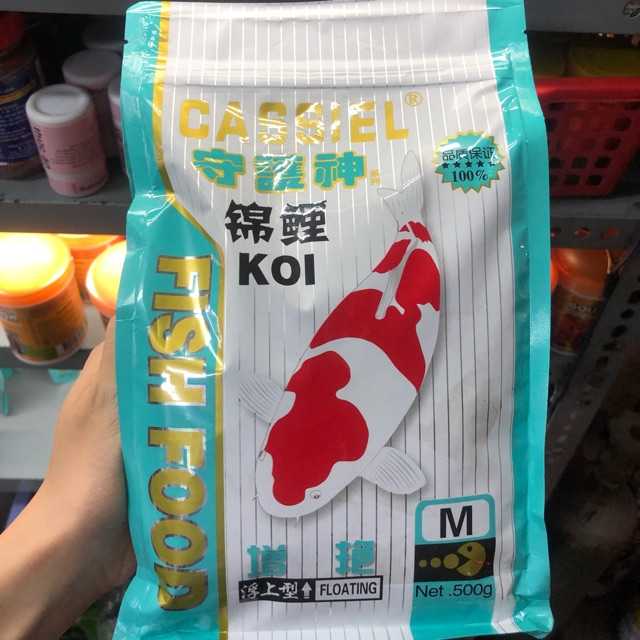 CASSIEL®
守護神
品质保证
100%
锦鲤
KOI
FISH FOOD
增艳
浮上型 FLOATING
M
Net .500g